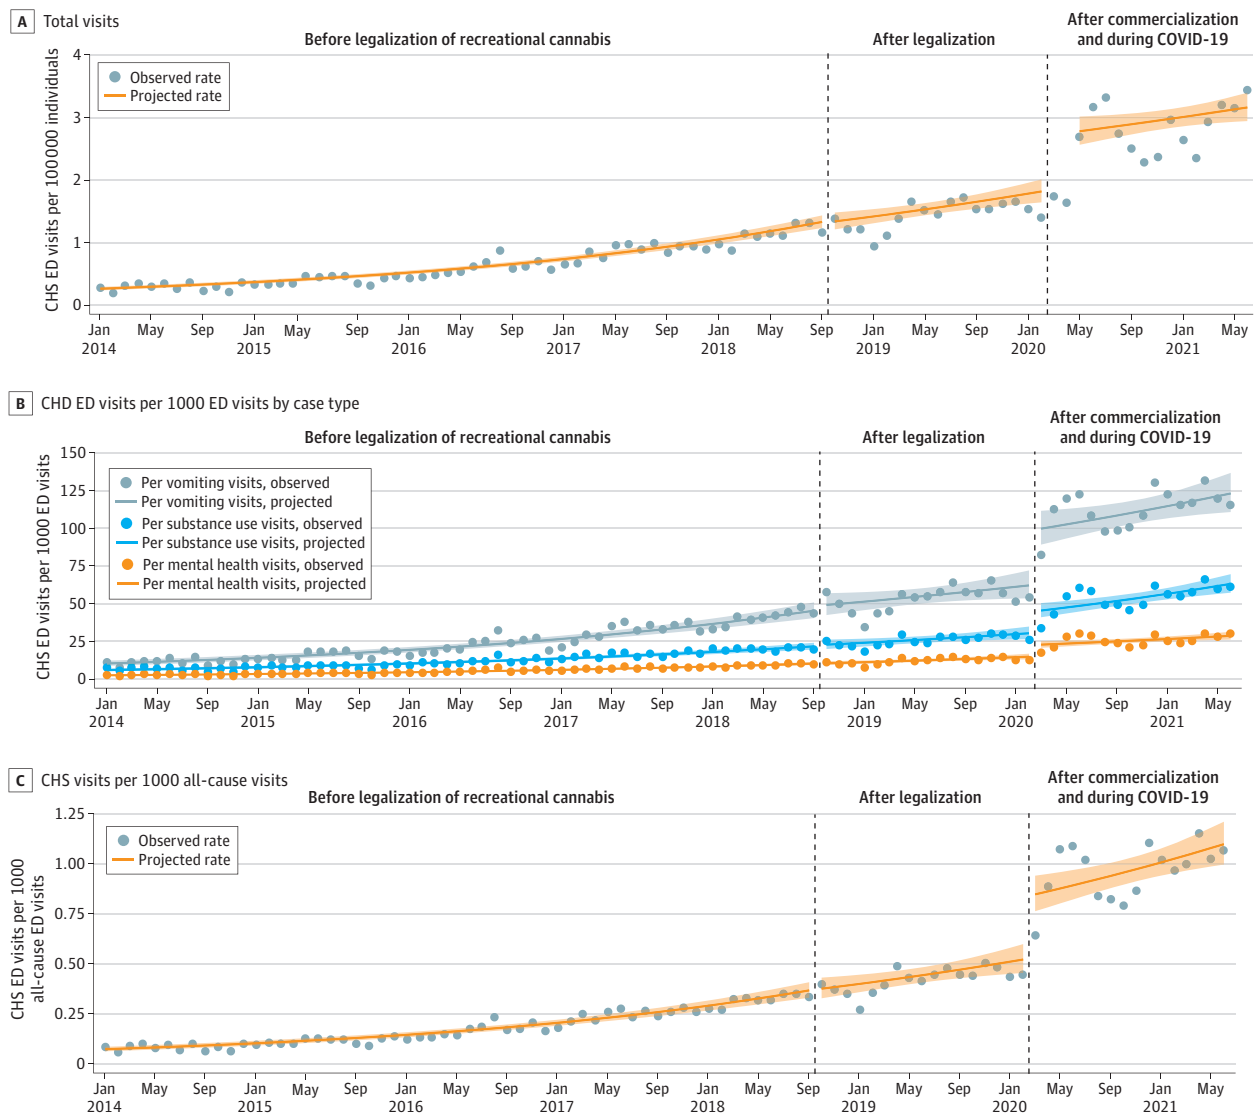 A Total visits
Before legalization of recreational cannabis
After legalization
After commercialization
and during COVID-19
CHS ED visits per 100 000 individuals
4
3
2
1
0
Observed rate
Projected rate
Jan May Sep Jan May Sep Jan May Sep Jan May Sep Jan May Sep Jan May Sep Jan May Sep Jan May
2014 2015 2016 2017 2018 2019 2020 2021
B CHD ED visits per 1000 ED visits by case type
Before legalization of recreational cannabis
After legalization
After commercialization
and during COVID-19
CHS ED visits per 1000 ED visits
150
125
100
75
50
25
0
Per vomiting visits, observed
Per vomiting visits, projected
Per substance use visits, observed
Per substance use visits, projected
Per mental health visits, observed
Per mental health visits, projected
Jan May Sep Jan May Sep Jan May Sep Jan May Sep Jan May Sep Jan May Sep Jan May Sep Jan May
2014 2015 2016 2017 2018 2019 2020 2021
C CHS visits per 1000 all-cause visits
Before legalization of recreational cannabis
After legalization
After commercialization
and during COVID-19
CHS ED visits per 1000
all-cause ED visits
1.25
1.00
0.75
0.50
0.25
0
Observed rate
Projected rate
Jan May Sep Jan May Sep Jan May Sep Jan May Sep Jan May Sep Jan May Sep Jan May Sep Jan May
2014 2015 2016 2017 2018 2019 2020 2021